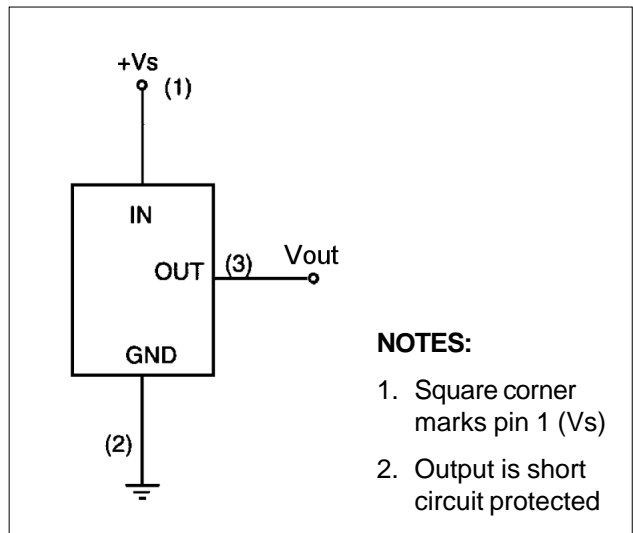 +Vs
(1)
IN
OUT
(3)
Vout
GND
(2)
NOTES:
1. Square corner
marks pin 1 (Vs)
2. Output is short
circuit protected